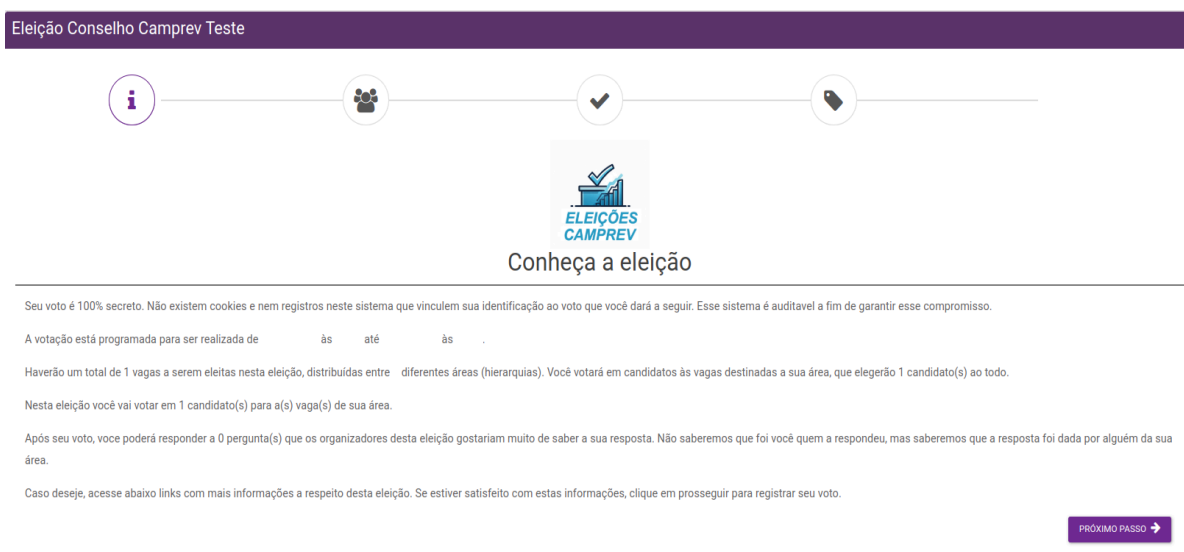 Eleição Conselho Camprev Teste
ELEIÇÕES
CAMPREV
Conheça a eleição
Seu voto é 100% secreto. Não existem cookies e nem registros neste sistema que vinculem sua identificação ao voto que você dará a seguir. Esse sistema é auditavel a fim de garantir esse compromisso.
A votação está programada para ser realizada de às até às .
Haverão um total de 1 vagas a serem eleitas nesta eleição, distribuídas entre diferentes áreas (hierarquias). Você votará em candidatos às vagas destinadas a sua área, que elegerão 1 candidato(s) ao todo.
Nesta eleição você vai votar em 1 candidato(s) para a(s) vaga(s) de sua área.
Após seu voto, voce poderá responder a 0 pergunta(s) que os organizadores desta eleição gostariam muito de saber a sua resposta. Não saberemos que foi você quem a respondeu, mas saberemos que a resposta foi dada por alguém da sua
área.
Caso deseje, acesse abaixo links com mais informações a respeito desta eleição. Se estiver satisfeito com estas informações, clique em prosseguir para registrar seu voto.
PRÓXIMO PASSO